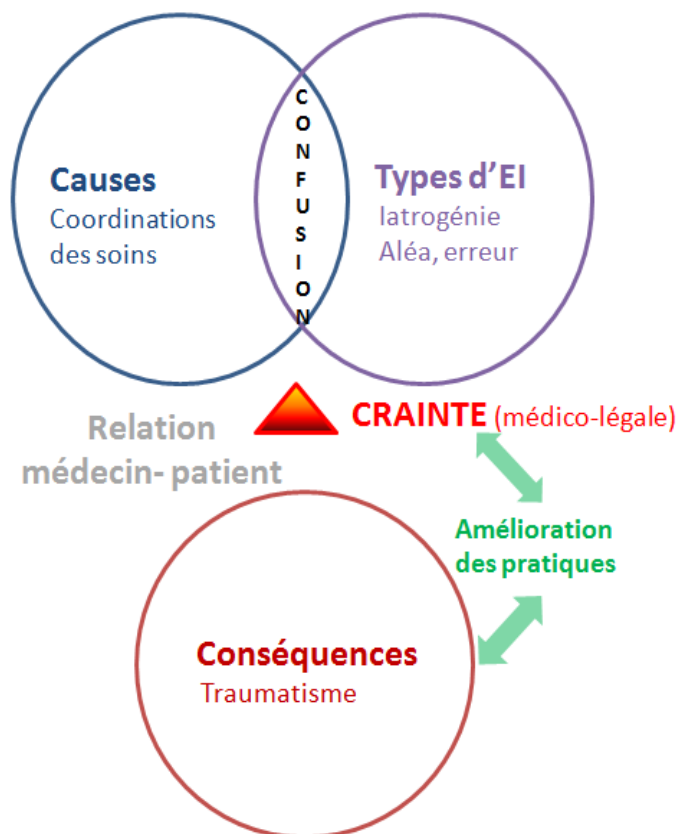 Causes
Coordinations
des soins
CONFUSION
Types d'EI
Iatrogénie
Aléa, erreur
CRAINTE (médico-légale)
Relation
médecin- patient
Amélioration
des pratiques
Conséquences
Traumatisme